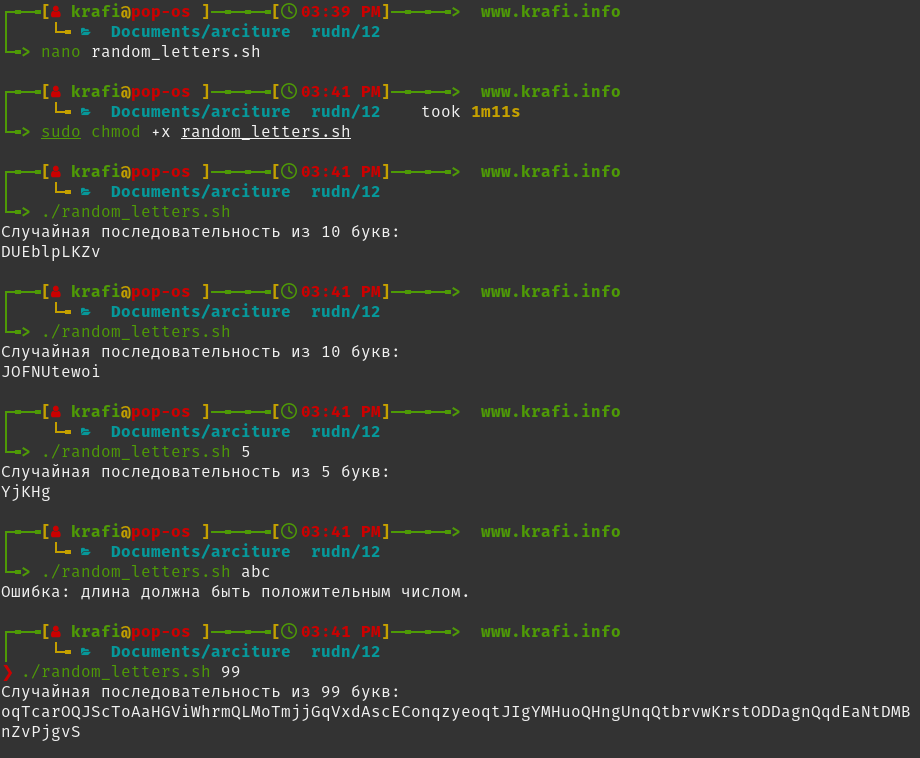 [ krafi@pop-os ] [ 03:39 PM] > www.krafi.info
Documents/arciture rudn/12
> nano random_letters.sh
[ krafi@pop-os ] [ 03:41 PM] > www.krafi.info
Documents/arciture rudn/12 took 1m11s
> sudo chmod +x random_letters.sh
[ krafi@pop-os ] [ 03:41 PM] > www.krafi.info
Documents/arciture rudn/12
> ./random_letters.sh
Случайная последовательность из 10 букв:
DUEblpLKZv
[ krafi@pop-os ] [ 03:41 PM] > www.krafi.info
Documents/arciture rudn/12
> ./random_letters.sh
Случайная последовательность из 10 букв:
JOFNUtewoi
[ krafi@pop-os ] [ 03:41 PM] > www.krafi.info
Documents/arciture rudn/12
> ./random_letters.sh 5
Случайная последовательность из 5 букв:
YjKHg
[ krafi@pop-os ] [ 03:41 PM] > www.krafi.info
Documents/arciture rudn/12
> ./random_letters.sh abc
Ошибка: длина должна быть положительным числом.
[ krafi@pop-os ] [ 03:41 PM] > www.krafi.info
Documents/arciture rudn/12
❯ ./random_letters.sh 99
Случайная последовательность из 99 букв:
oqTcarOQJScToAaHGViWhrmQLMoTmjjGqVxdAscEConqzyeoqtJIgYMHuoQHngUnqQtbrvwKrstODDagnQqdEaNtDMB
nZvPjgvS